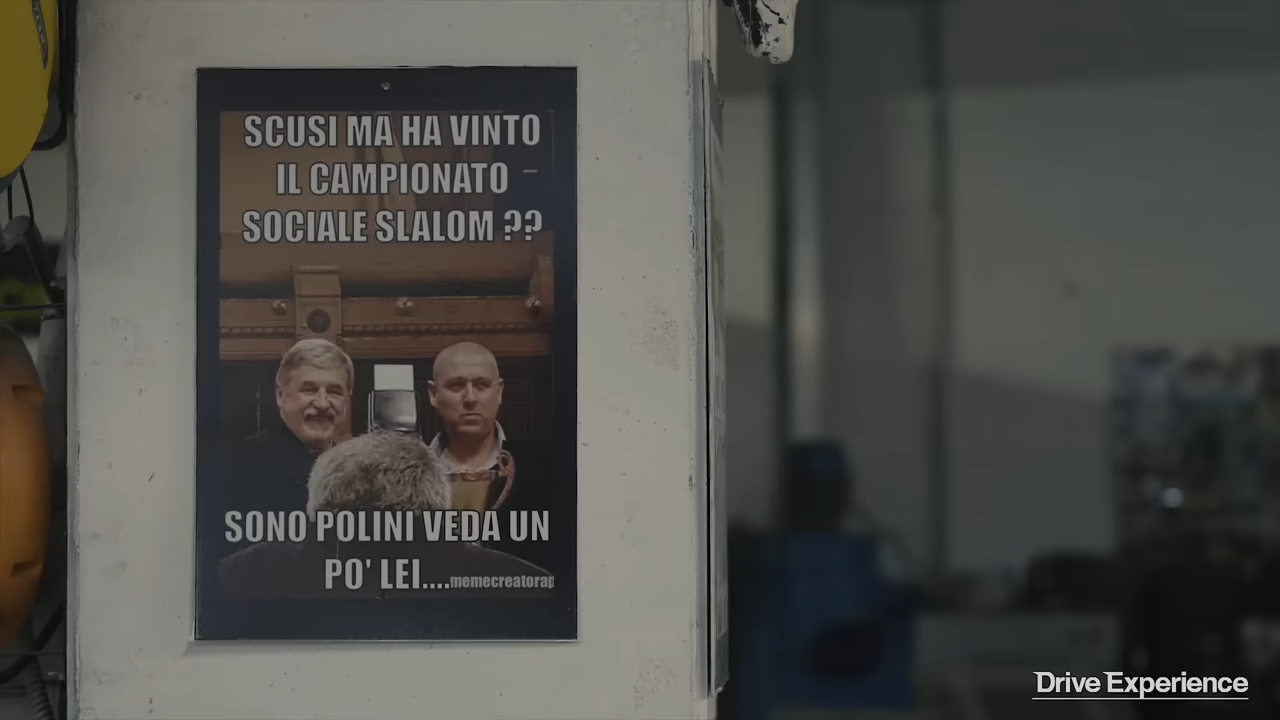 SCUSI MA HA VINTO
IL CAMPIONATO
SOCIALE SLALOM ??
SONO POLINI VEDA UN
PO' LEI....memecreatorap
Drive Experience